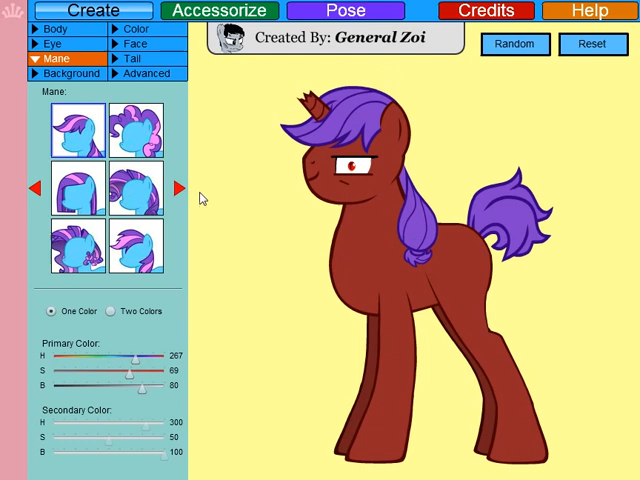 Create
Accessorize
Pose
Credits
Help
Body
Color
Eye
Face
Mane
Tail
Background
Advanced
Created By: General Zoi
Random
Reset
Mane:
One Color
Two Colors
Primary Color:
H 267
S 69
B 80
Secondary Color:
H 300
S 50
B 100